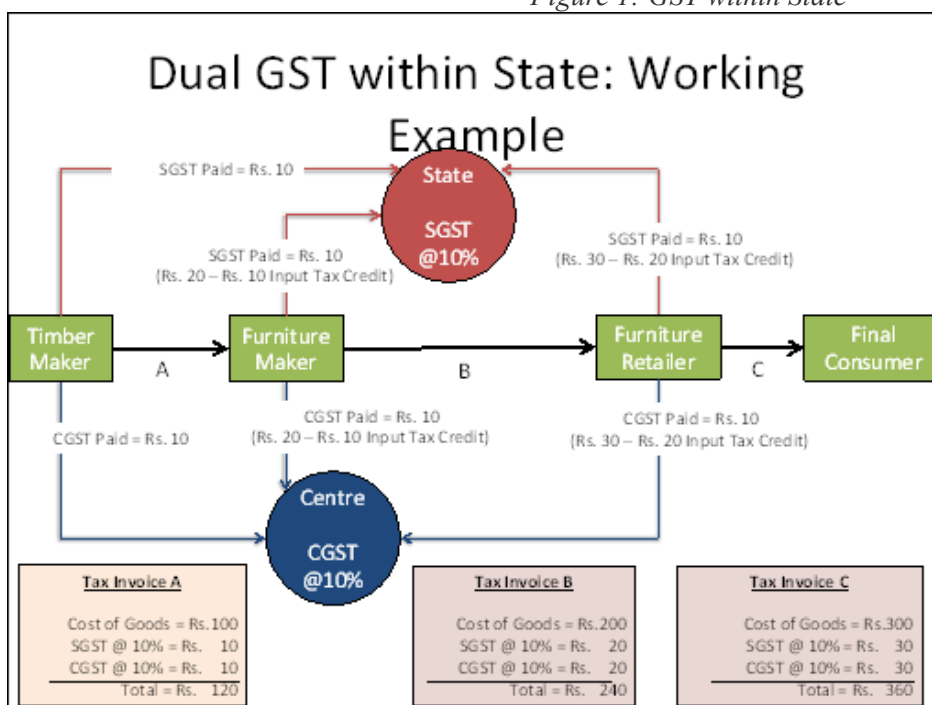 Figure 1: GST within State
Dual GST within State: Working
Example
SGST Paid = Rs. 10
State
SGST
@10%
SGST Paid = Rs. 10
(Rs. 20 – Rs. 10 Input Tax Credit)
SGST Paid = Rs. 10
(Rs. 30 – Rs. 20 Input Tax Credit)
Timber
Maker
A
Furniture
Maker
B
Furniture
Retailer
C
Final
Consumer
CGST Paid = Rs. 10
CGST Paid = Rs. 10
(Rs. 20 – Rs. 10 Input Tax Credit)
CGST Paid = Rs. 10
(Rs. 30 – Rs. 20 Input Tax Credit)
Centre
CGST
@10%
Tax Invoice A
Cost of Goods = Rs.100
SGST @ 10% = Rs. 10
CGST @ 10% = Rs. 10
Total = Rs. 120
Tax Invoice B
Cost of Goods = Rs.200
SGST @ 10% = Rs. 20
CGST @ 10% = Rs. 20
Total = Rs. 240
Tax Invoice C
Cost of Goods = Rs.300
SGST @ 10% = Rs. 30
CGST @ 10% = Rs. 30
Total = Rs. 360